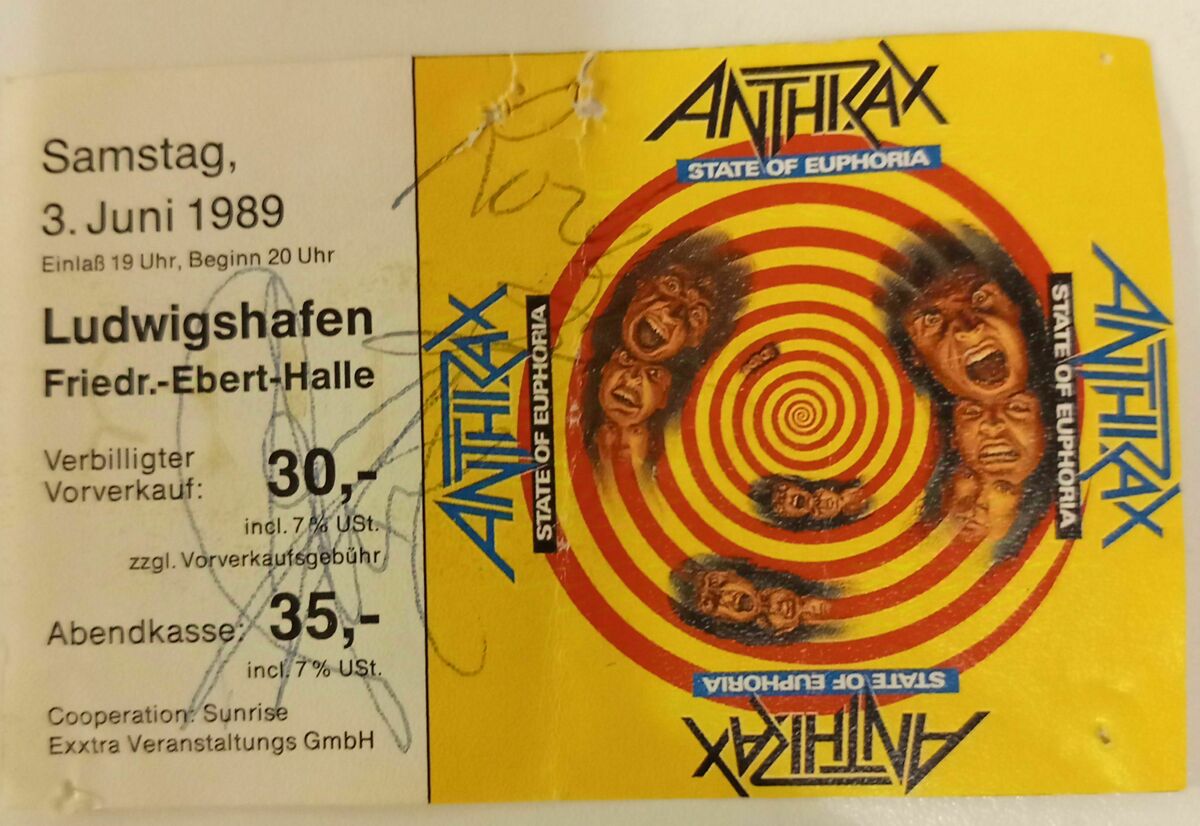 Samstag,
3. Juni 1989
Einlaß 19 Uhr, Beginn 20 Uhr
Ludwigshafen
Friedr.-Ebert-Halle
Verbilligter
Vorverkauf: 30,-
incl. 7% USt.
zzgl. Vorverkaufsgebühr
Abendkasse: 35,-
incl. 7% USt.
Cooperation: Sunrise
Exxtra Veranstaltungs GmbH
ANTHRAX
STATE OF EUPHORIA
ANTHRAX
STATE OF EUPHORIA
STATE OF EUPHORIA
ANTHRAX
STATE OF EUPHORIA
ANTHRAX